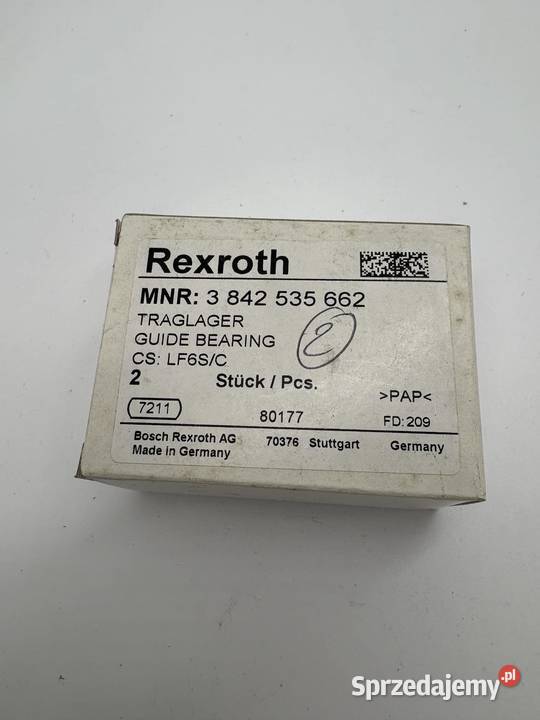 Rexroth
MNR: 3 842 535 662
TRAGLAGER
GUIDE BEARING
CS: LF6S/C
2
2 Stück / Pcs.
>PAP<
7211 80177 FD: 209
Bosch Rexroth AG 70376 Stuttgart Germany
Made in Germany
Sprzedajemy.pl